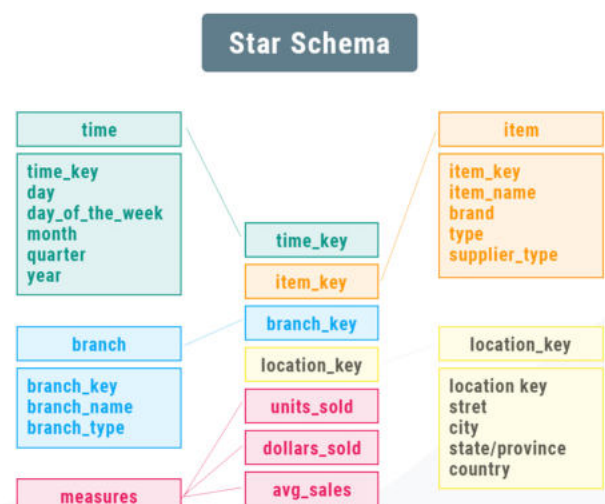 Star Schema
time
time_key
day
day_of_the_week
month
quarter
year
branch
branch_key
branch_name
branch_type
measures
time_key
item_key
branch_key
location_key
units_sold
dollars_sold
avg_sales
item
item_key
item_name
brand
type
supplier_type
location_key
location key
stret
city
state/province
country